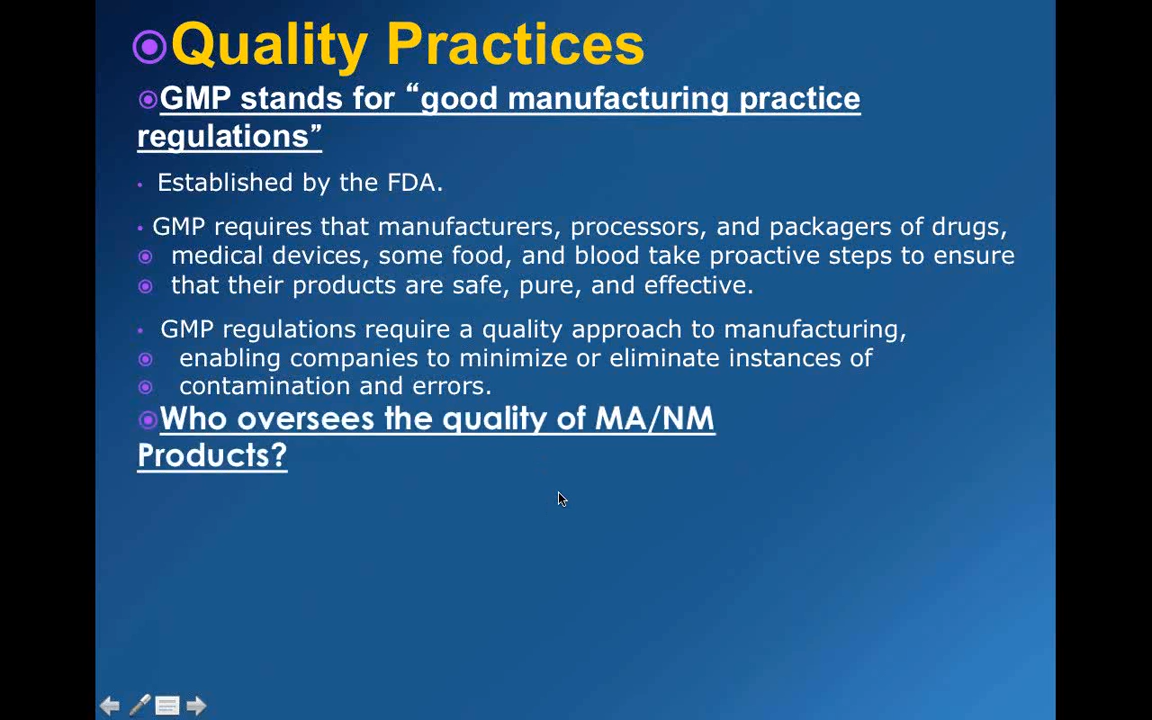 Quality Practices
GMP stands for “good manufacturing practice
regulations”
Established by the FDA.
GMP requires that manufacturers, processors, and packagers of drugs,
medical devices, some food, and blood take proactive steps to ensure
that their products are safe, pure, and effective.
GMP regulations require a quality approach to manufacturing,
enabling companies to minimize or eliminate instances of
contamination and errors.
Who oversees the quality of MA/NM
Products?